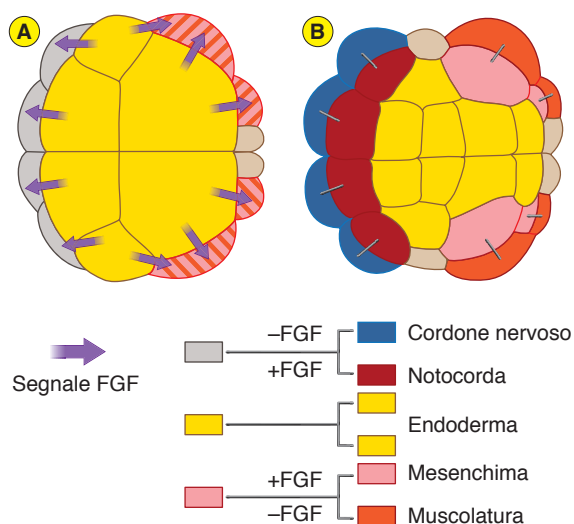 A
B
–FGF
Cordone nervoso
+FGF
Notocorda
Segnale FGF
Endoderma
+FGF
Mesenchima
–FGF
Muscolatura